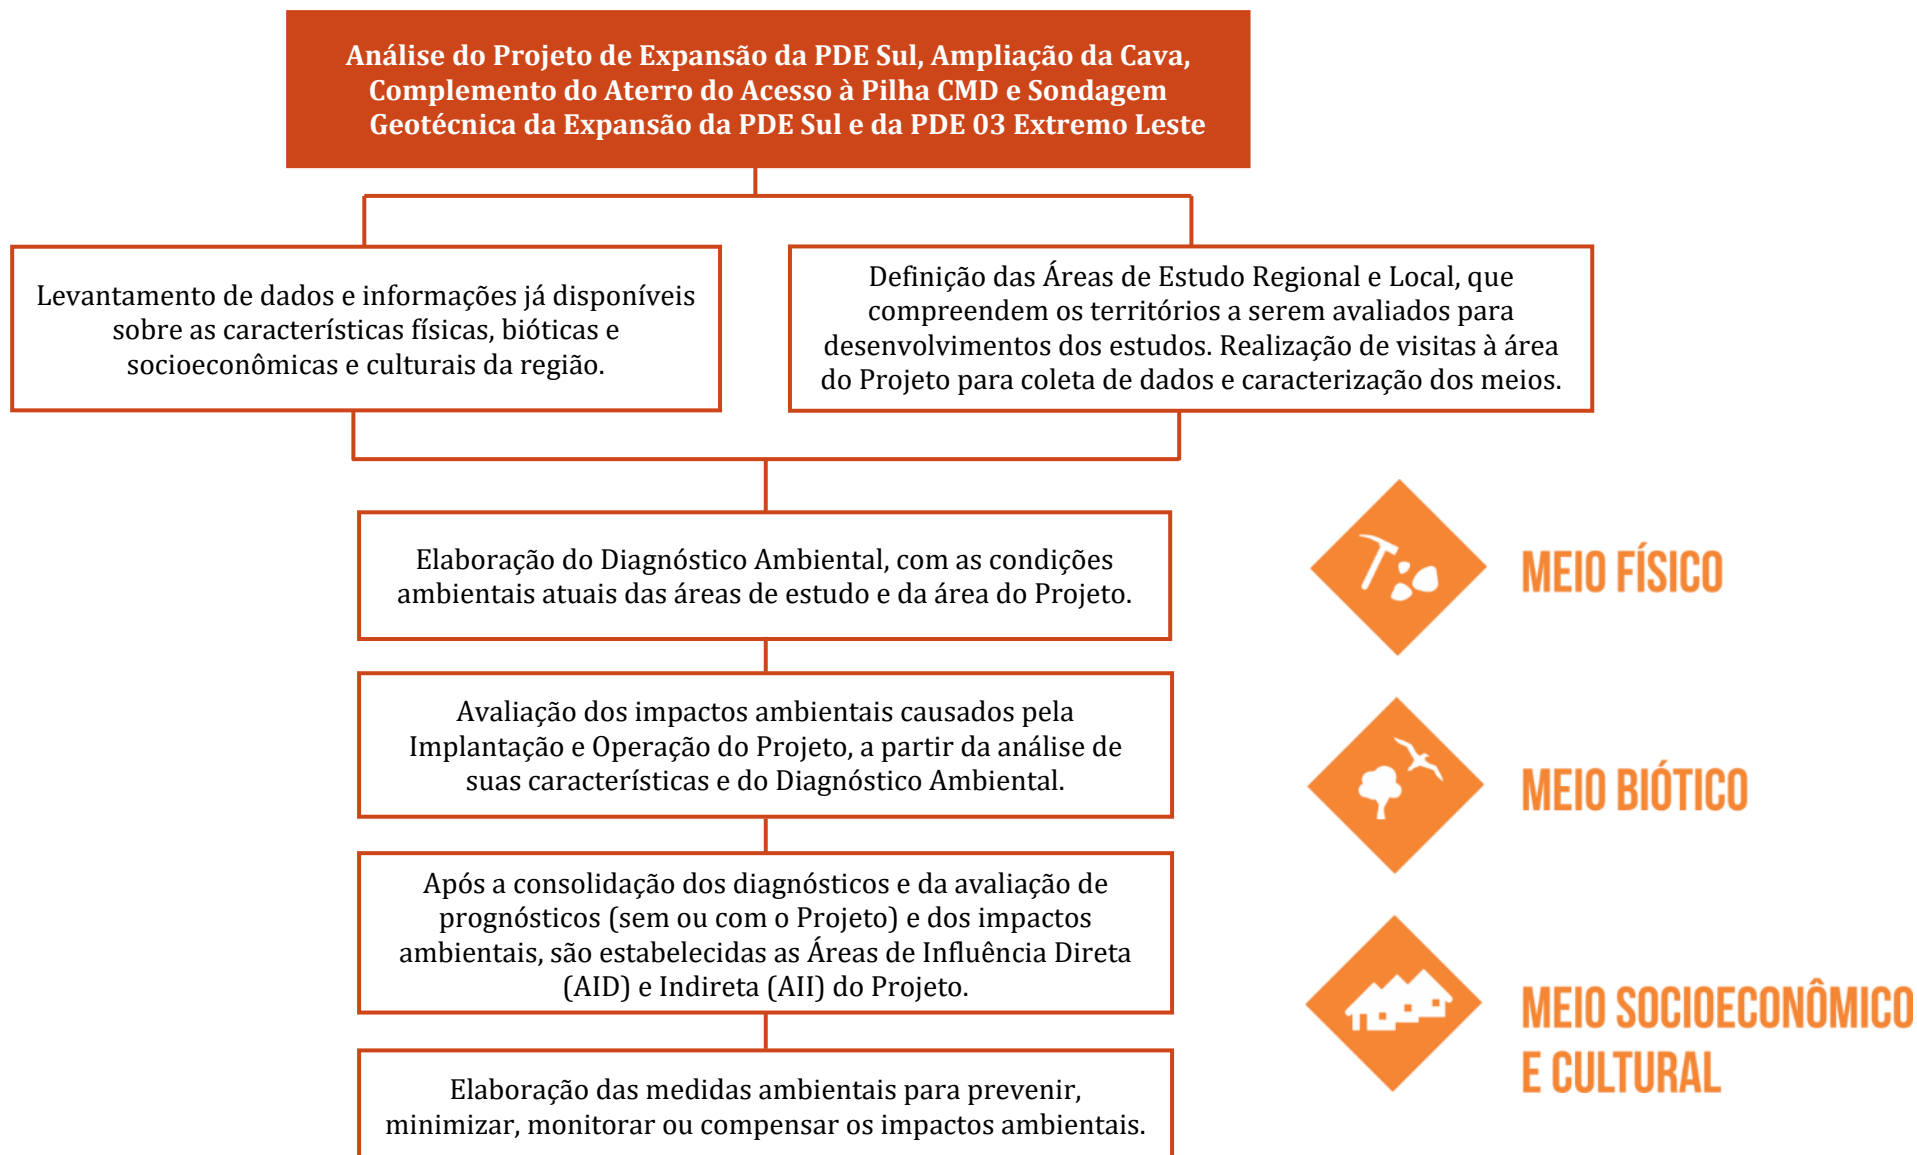 Análise do Projeto de Expansão da PDE Sul, Ampliação da Cava,
Complemento do Aterro do Acesso à Pilha CMD e Sondagem
Geotécnica da Expansão da PDE Sul e da PDE 03 Extremo Leste
Levantamento de dados e informações já disponíveis
sobre as características físicas, bióticas e
socioeconômicas e culturais da região.
Definição das Áreas de Estudo Regional e Local, que
compreendem os territórios a serem avaliados para
desenvolvimentos dos estudos. Realização de visitas à área
do Projeto para coleta de dados e caracterização dos meios.
Elaboração do Diagnóstico Ambiental, com as condições
ambientais atuais das áreas de estudo e da área do Projeto.
Avaliação dos impactos ambientais causados pela
Implantação e Operação do Projeto, a partir da análise de
suas características e do Diagnóstico Ambiental.
Após a consolidação dos diagnósticos e da avaliação de
prognósticos (sem ou com o Projeto) e dos impactos
ambientais, são estabelecidas as Áreas de Influência Direta
(AID) e Indireta (AII) do Projeto.
Elaboração das medidas ambientais para prevenir,
minimizar, monitorar ou compensar os impactos ambientais.
MEIO FÍSICO
MEIO BIÓTICO
MEIO SOCIOECONÔMICO
E CULTURAL